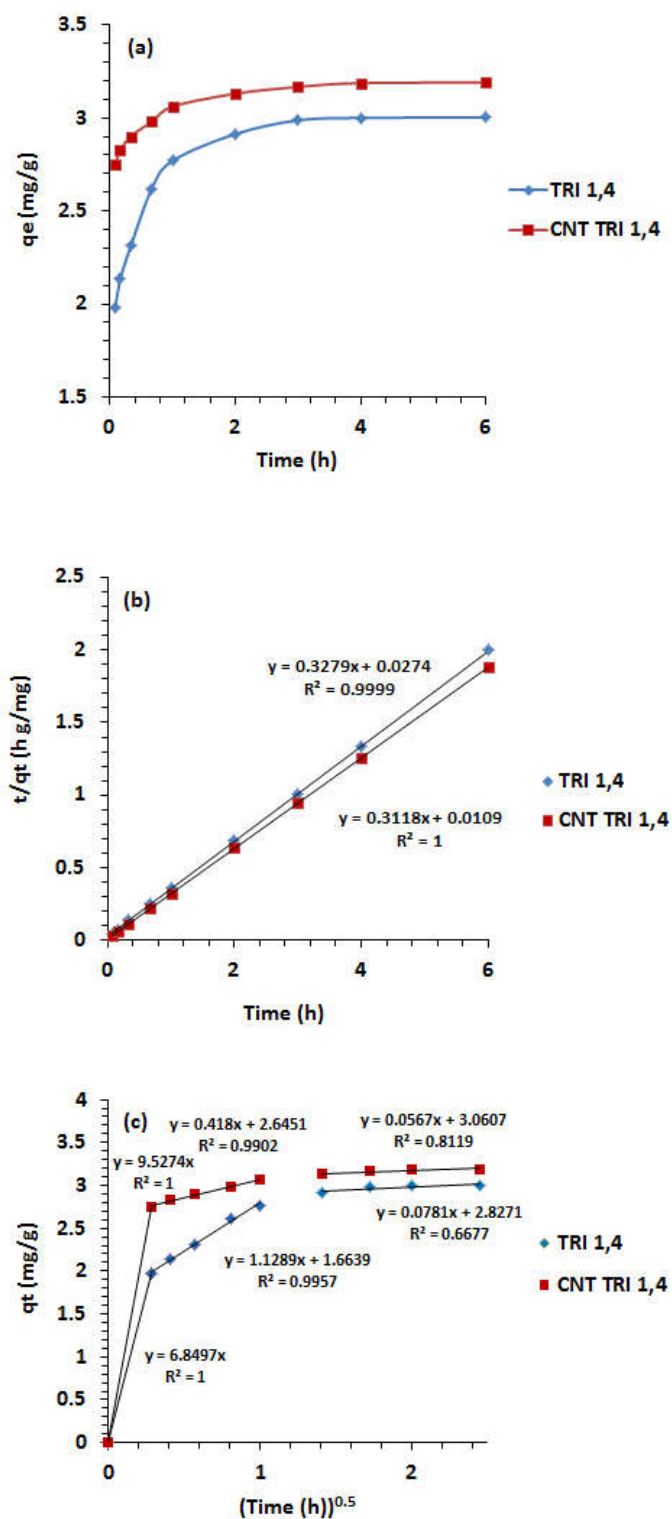 (a)
3.5
3
2.5
2
1.5
qe (mg/g)
0 2 4 6
Time (h)
TRI 1,4
CNT TRI 1,4
(b)
2.5
2
1.5
1
0.5
0
t/qt (h g/mg)
y = 0.3279x + 0.0274
R² = 0.9999
y = 0.3118x + 0.0109
R² = 1
0 2 4 6
Time (h)
TRI 1,4
CNT TRI 1,4
(c)
4
3.5
3
2.5
2
1.5
1
0.5
0
qt (mg/g)
y = 0.418x + 2.6451
R² = 0.9902
y = 0.0567x + 3.0607
R² = 0.8119
y = 9.5274x
R² = 1
y = 0.0781x + 2.8271
R² = 0.6677
y = 1.1289x + 1.6639
R² = 0.9957
y = 6.8497x
R² = 1
0 1 2
(Time (h))^0.5
TRI 1,4
CNT TRI 1,4